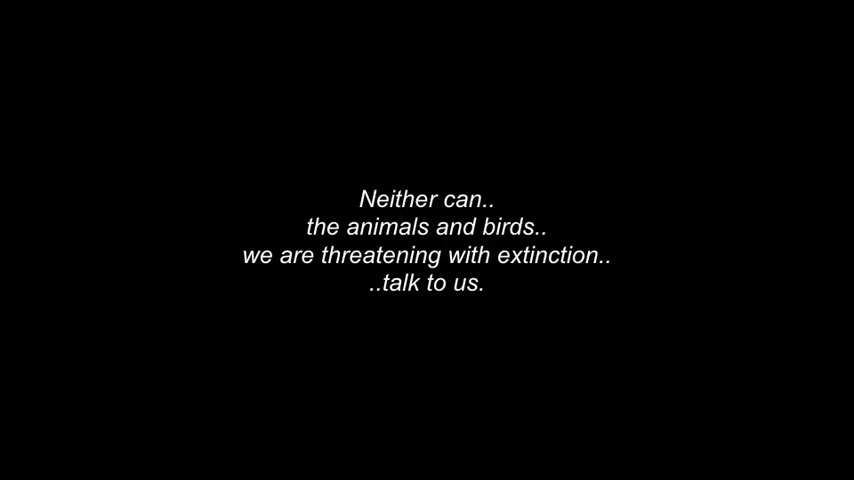 Neither can..
the animals and birds..
we are threatening with extinction..
..talk to us.